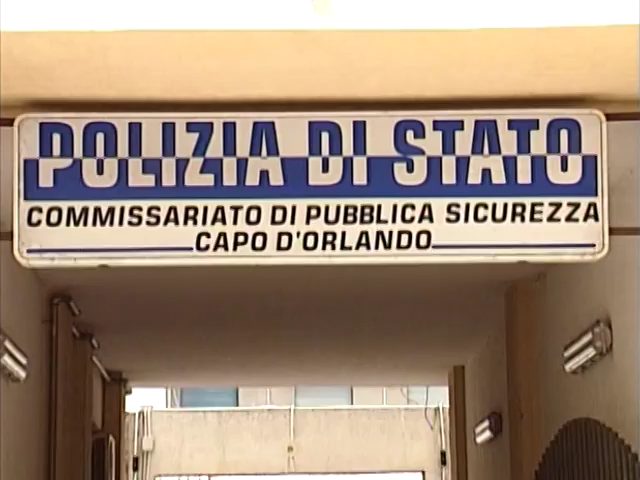 POLIZIA DI STATO
COMMISSARIATO DI PUBBLICA SICUREZZA
CAPO D'ORLANDO